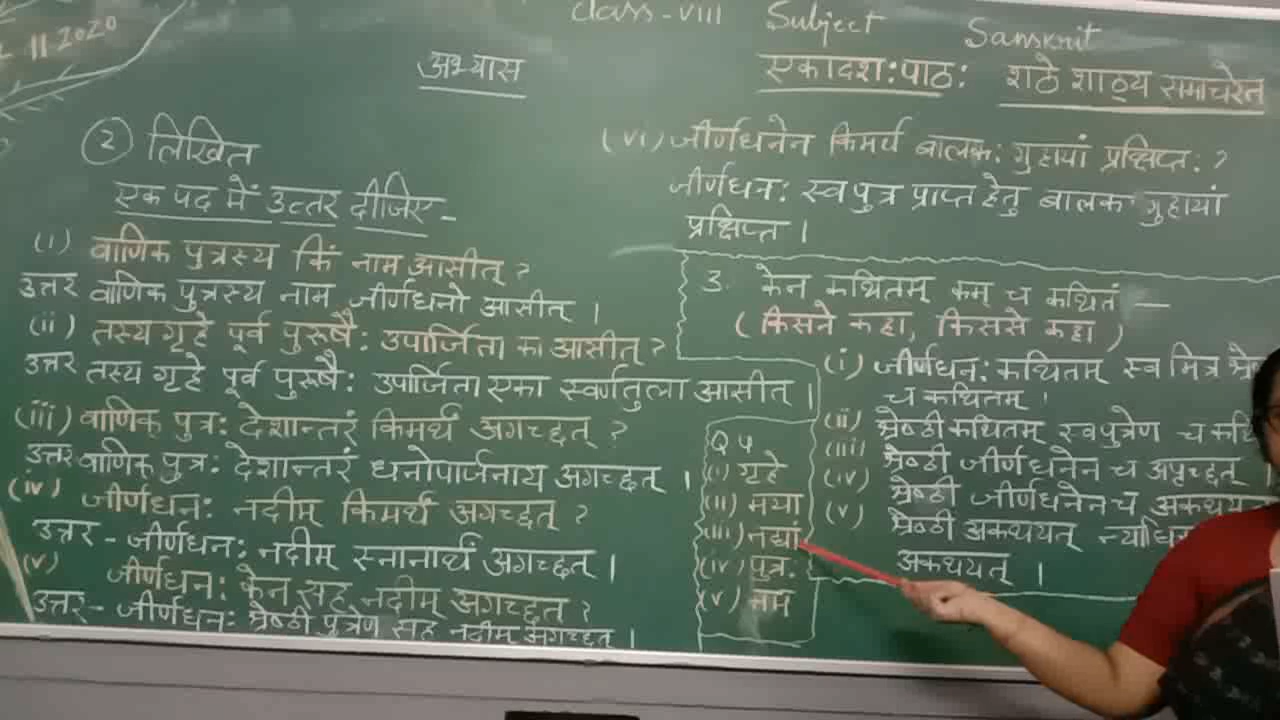 11 2020
Class-VIII Subject Sanskrit
अभ्यास
एकादश:पाठ: शठे शाठ्य समाचरेत
② लिखित
एक पद में उत्तर दीजिए-
(i) वाणिक पुत्रस्य किं नाम आसीत् ?
उत्तर वाणिक पुत्रस्य नाम जीर्णधनो आसीत् ।
(ii) तस्य गृहे पूर्व पुरूषै: उपार्जिता का आसीत् ?
उत्तर तस्य गृहे पूर्व पुरूषै: उपार्जिता एका स्वर्णतुला आसीत् ।
(iii) वाणिक् पुत्र: देशान्तरं किमर्थं अगच्छत् ?
उत्तर वाणिक पुत्र: देशान्तरं धनोपार्जनाय अगच्छत् ।
(iv) जीर्णधन: नदीम् किमर्थं अगच्छत् ?
उत्तर - जीर्णधन: नदीम् स्नानार्थं अगच्छत् ।
(v) जीर्णधन: केन सह नदीम् अगच्छत् ?
उत्तर - जीर्णधन: श्रेष्ठी पुत्रेण सह नदीम् अगच्छत् ।
(vi) जीर्णधनेन किमर्थ बालक: गुहायां प्रक्षिप्त: ?
जीर्णधन: स्वपुत्र प्राप्त हेतु बालक गुहायां
प्रक्षिप्त ।
3. केन कथितम् कम् च कथितं —
( किसने कहा, किससे कहा )
(i) जीर्णधन: कथितम् स्व मित्र
च कथितम् ।
(ii) श्रेष्ठी कथितम् स्वपुत्रेण च
(iii) श्रेष्ठी जीर्णधनेन च अपृच्छत्
(iv) श्रेष्ठी जीर्णधनेन च
(v) श्रेष्ठी अकथयत्
अकथयत् ।
Q 5
(i) गृहे
(ii) मया
(iii) नद्यां
(iv) पुत्र:
(v) नाम